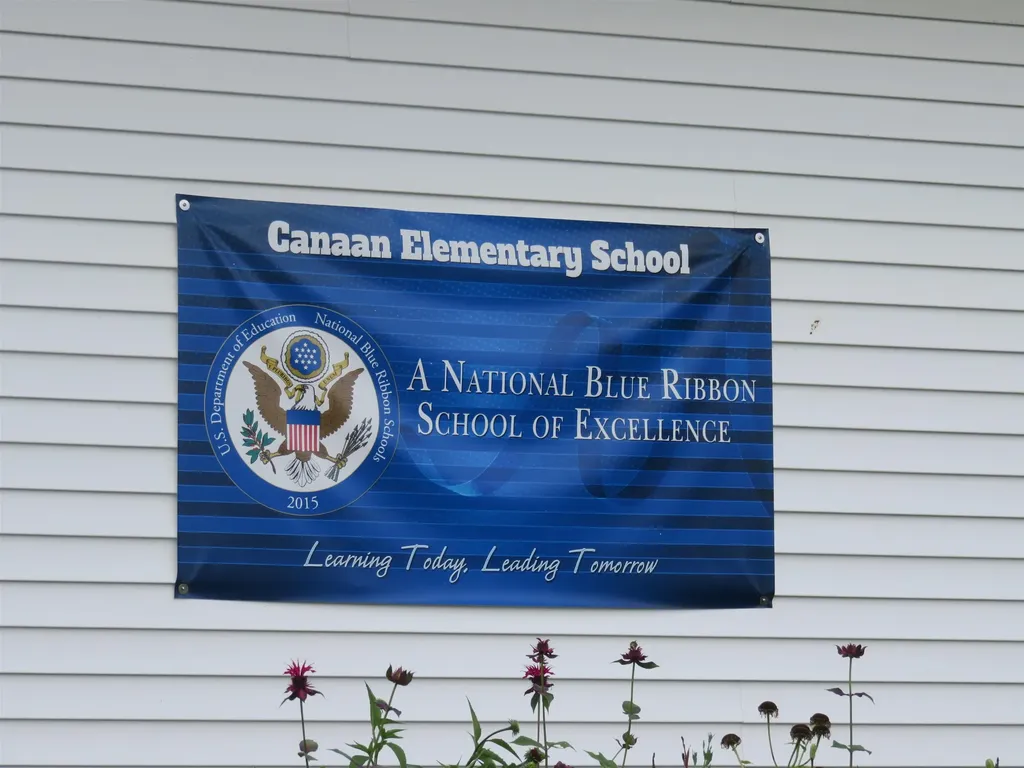 Canaan Elementary School
U.S. Department of Education National Blue Ribbon Schools
2015
A National Blue Ribbon
School of Excellence
Learning Today, Leading Tomorrow